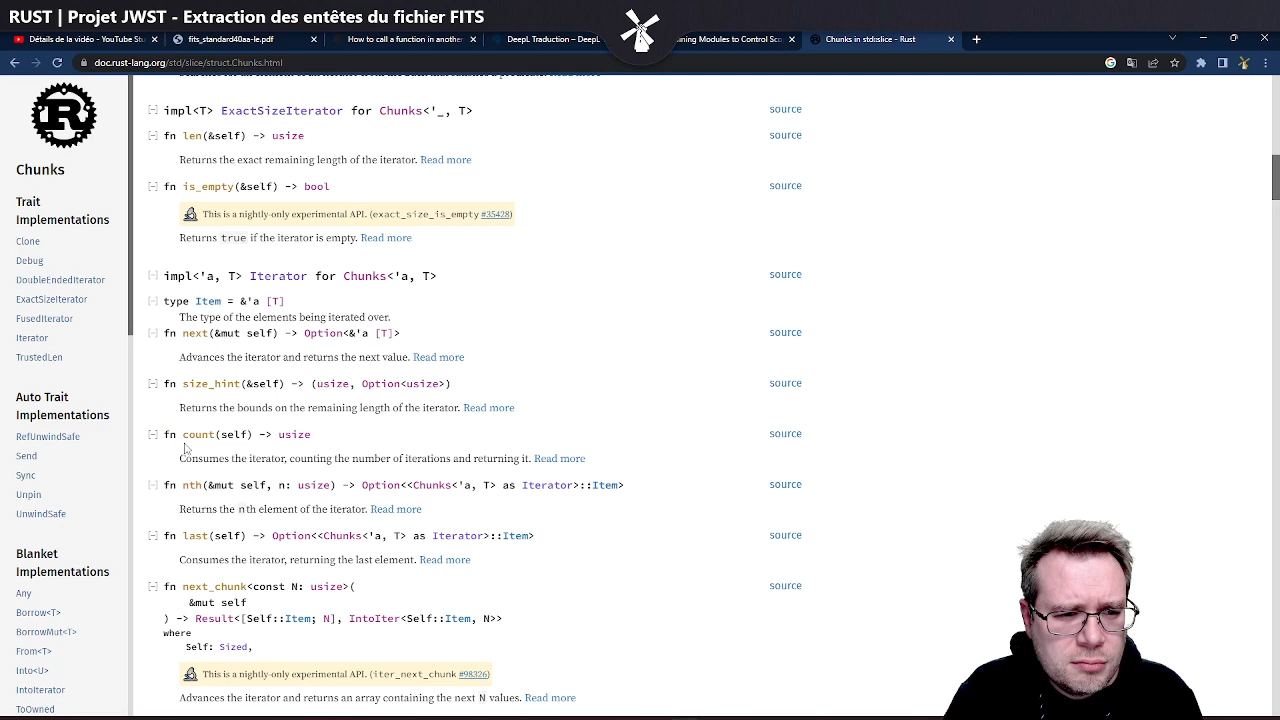 RUST | Projet JWST - Extraction des entêtes du fichier FITS
Détails de la vidéo - YouTube Stu
fits_standard40aa-le.pdf
How to call a function in another
DeepL Traduction – DeepL
ning Modules to Control Sco
Chunks in std::slice - Rust
doc.rust-lang.org/std/slice/struct.Chunks.html
Chunks
Trait
Implementations
Clone
Debug
DoubleEndedIterator
ExactSizeIterator
FusedIterator
Iterator
TrustedLen
Auto Trait
Implementations
RefUnwindSafe
Send
Sync
Unpin
UnwindSafe
Blanket
Implementations
Any
Borrow<T>
BorrowMut<T>
From<T>
Into<U>
IntoIterator
ToOwned
[-] impl<T> ExactSizeIterator for Chunks<'_, T> source
[-] fn len(&self) -> usize source
Returns the exact remaining length of the iterator. Read more
[-] fn is_empty(&self) -> bool source
This is a nightly-only experimental API. (exact_size_is_empty #35428)
Returns true if the iterator is empty. Read more
[-] impl<'a, T> Iterator for Chunks<'a, T> source
[-] type Item = &'a [T]
The type of the elements being iterated over.
[-] fn next(&mut self) -> Option<&'a [T]> source
Advances the iterator and returns the next value. Read more
[-] fn size_hint(&self) -> (usize, Option<usize>) source
Returns the bounds on the remaining length of the iterator. Read more
[-] fn count(self) -> usize source
Consumes the iterator, counting the number of iterations and returning it. Read more
[-] fn nth(&mut self, n: usize) -> Option<<Chunks<'a, T> as Iterator>::Item> source
Returns the nth element of the iterator. Read more
[-] fn last(self) -> Option<<Chunks<'a, T> as Iterator>::Item> source
Consumes the iterator, returning the last element. Read more
[-] fn next_chunk<const N: usize>( source
&mut self
) -> Result<[Self::Item; N], IntoIter<Self::Item, N>>
where
Self: Sized,
This is a nightly-only experimental API. (iter_next_chunk #98326)
Advances the iterator and returns an array containing the next N values. Read more